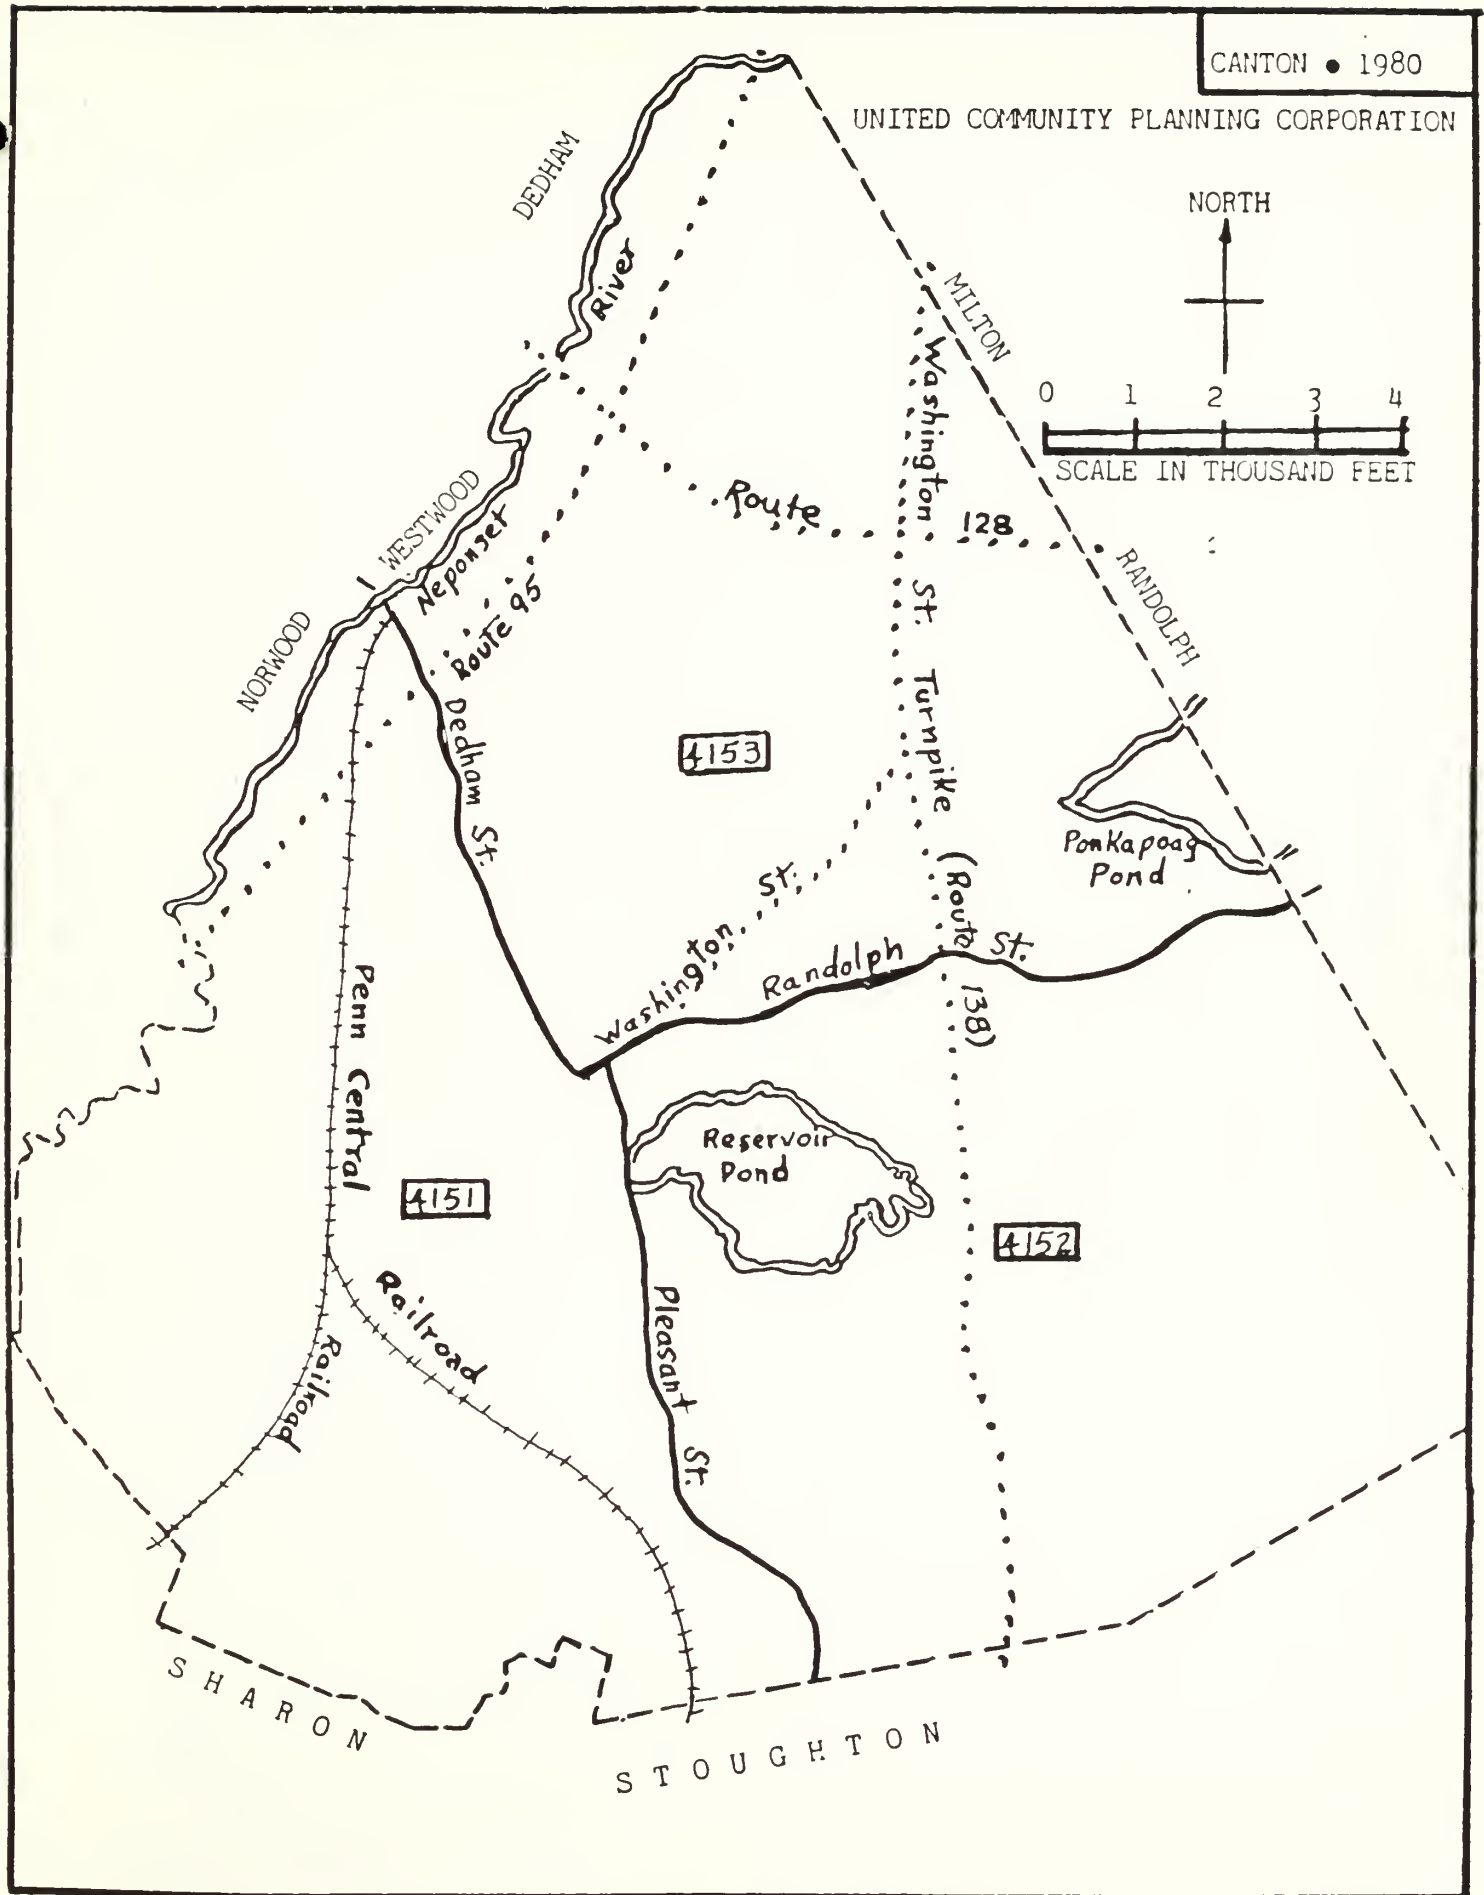 CANTON ● 1980
UNITED COMMUNITY PLANNING CORPORATION
NORTH
0 1 2 3 4
SCALE IN THOUSAND FEET
DEDHAM
River
MILTON
Washington St. Turnpike (Route 138)
WESTWOOD
Neponset
Route 128
Route 95
RANDOLPH
NORWOOD
Dedham St.
4153
Ponkapoag
Pond
Washington St.
Randolph St.
Penn Central
Reservoir
Pond
4151
4152
Railroad
Railroad
Pleasant St.
SHARON
STOUGHTON